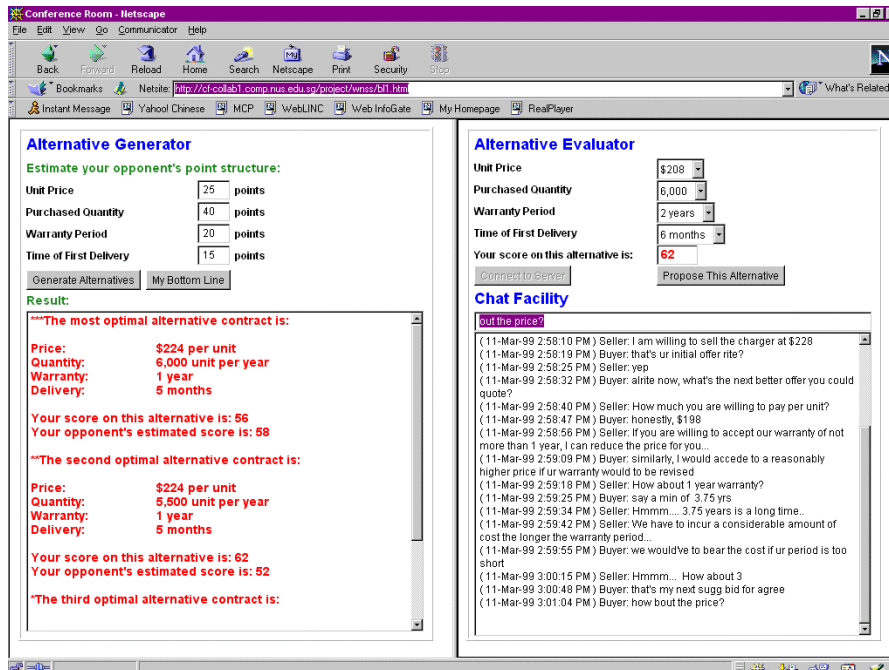 Conference Room - Netscape
File Edit View Go Communicator Help
Back Forward Reload Home Search Netscape Print Security Stop
Bookmarks Netsite: http://cf-collab1.comp.nus.edu.sg/project/wnss/bl1.htm What's Related
Instant Message Yahoo! Chinese MCP WebLINC Web InfoGate My Homepage RealPlayer
Alternative Generator
Estimate your opponent's point structure:
Unit Price 25 points
Purchased Quantity 40 points
Warranty Period 20 points
Time of First Delivery 15 points
Generate Alternatives My Bottom Line
Result:
***The most optimal alternative contract is:
Price: $224 per unit
Quantity: 6,000 unit per year
Warranty: 1 year
Delivery: 5 months
Your score on this alternative is: 56
Your opponent's estimated score is: 58
**The second optimal alternative contract is:
Price: $224 per unit
Quantity: 5,500 unit per year
Warranty: 1 year
Delivery: 5 months
Your score on this alternative is: 62
Your opponent's estimated score is: 52
*The third optimal alternative contract is:
Alternative Evaluator
Unit Price $208
Purchased Quantity 6,000
Warranty Period 2 years
Time of First Delivery 6 months
Your score on this alternative is: 62
Connect to Server Propose This Alternative
Chat Facility
out the price?
( 11-Mar-99 2:58:10 PM ) Seller: I am willing to sell the charger at $228
( 11-Mar-99 2:58:19 PM ) Buyer: that's ur initial offer rite?
( 11-Mar-99 2:58:25 PM ) Seller: yep
( 11-Mar-99 2:58:32 PM ) Buyer: alrite now, what's the next better offer you could
quote?
( 11-Mar-99 2:58:40 PM ) Seller: How much you are willing to pay per unit?
( 11-Mar-99 2:58:47 PM ) Buyer: honestly, $198
( 11-Mar-99 2:58:56 PM ) Seller: If you are willing to accept our warranty of not
more than 1 year, I can reduce the price for you...
( 11-Mar-99 2:59:09 PM ) Buyer: similarly, I would accede to a reasonably
higher price if ur warranty would to be revised
( 11-Mar-99 2:59:18 PM ) Seller: How about 1 year warranty?
( 11-Mar-99 2:59:25 PM ) Buyer: say a min of 3.75 yrs
( 11-Mar-99 2:59:34 PM ) Seller: Hmmm.... 3.75 years is a long time..
( 11-Mar-99 2:59:42 PM ) Seller: We have to incur a considerable amount of
cost the longer the warranty period...
( 11-Mar-99 2:59:55 PM ) Buyer: we would've to bear the cost if ur period is too
short
( 11-Mar-99 3:00:15 PM ) Seller: Hmmm... How about 3
( 11-Mar-99 3:00:48 PM ) Buyer: that's my next sugg bid for agree
( 11-Mar-99 3:01:04 PM ) Buyer: how bout the price?